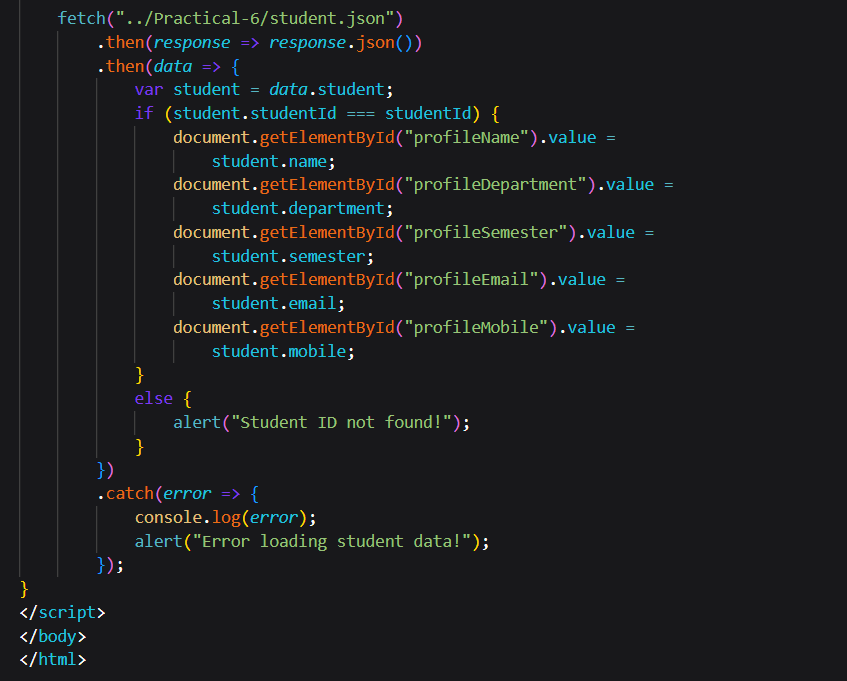 fetch("../Practical-6/student.json")
.then(response => response.json())
.then(data => {
var student = data.student;
if (student.studentId === studentId) {
document.getElementById("profileName").value =
student.name;
document.getElementById("profileDepartment").value =
student.department;
document.getElementById("profileSemester").value =
student.semester;
document.getElementById("profileEmail").value =
student.email;
document.getElementById("profileMobile").value =
student.mobile;
}
else {
alert("Student ID not found!");
}
})
.catch(error => {
console.log(error);
alert("Error loading student data!");
});
}
</script>
</body>
</html>